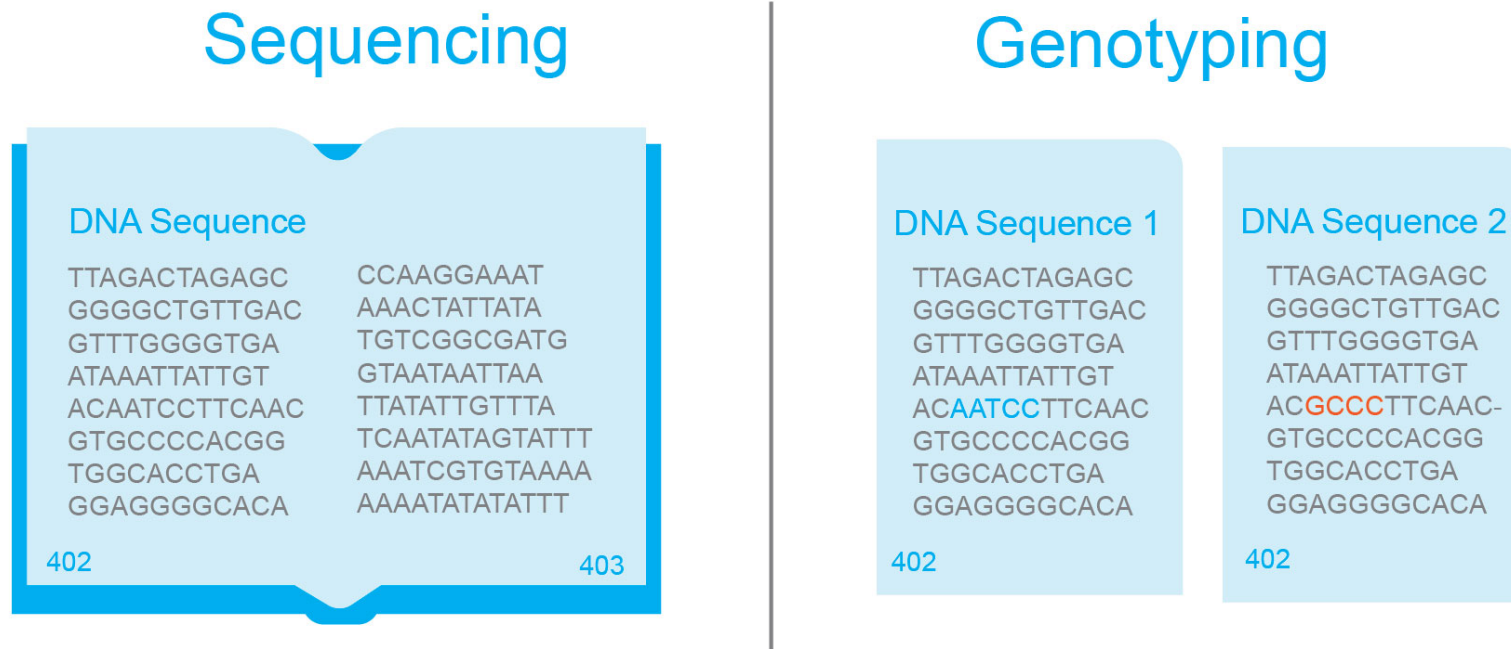 Sequencing
DNA Sequence
TTAGACTAGAGC
GGGGCTGTTGAC
GTTTGGGGTGA
ATAAATTATTGT
ACAATCCTTCAAC
GTGCCCCACGG
TGGCACCTGA
GGAGGGGCACA
402
CCAAGGAAAT
AAACTATTATA
TGTCGGCGATG
GTAATAATTAA
TTATATTGTTTA
TCAATATAGTATTT
AAATCGTGTAAAA
AAAATATATATTT
403
Genotyping
DNA Sequence 1
TTAGACTAGAGC
GGGGCTGTTGAC
GTTTGGGGTGA
ATAAATTATTGT
ACAATCCTTCAAC
GTGCCCCACGG
TGGCACCTGA
GGAGGGGCACA
402
DNA Sequence 2
TTAGACTAGAGC
GGGGCTGTTGAC
GTTTGGGGTGA
ATAAATTATTGT
ACGCCCTTCAAC-
GTGCCCCACGG
TGGCACCTGA
GGAGGGGCACA
402